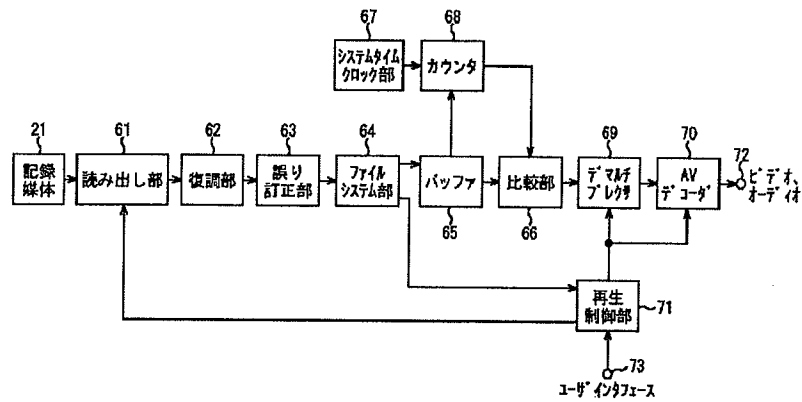 67
68
システムタイム
クロック部
カウンタ
21
61
62
63
64
69
70
72
記録
媒体
読み出し部
復調部
誤り
訂正部
ファイル
システム部
バッファ
比較部
デマルチ
プレクサ
AV
デコーダ
ビデオ、
オーディオ
65
66
再生
制御部
71
73
ユーザインタフェース